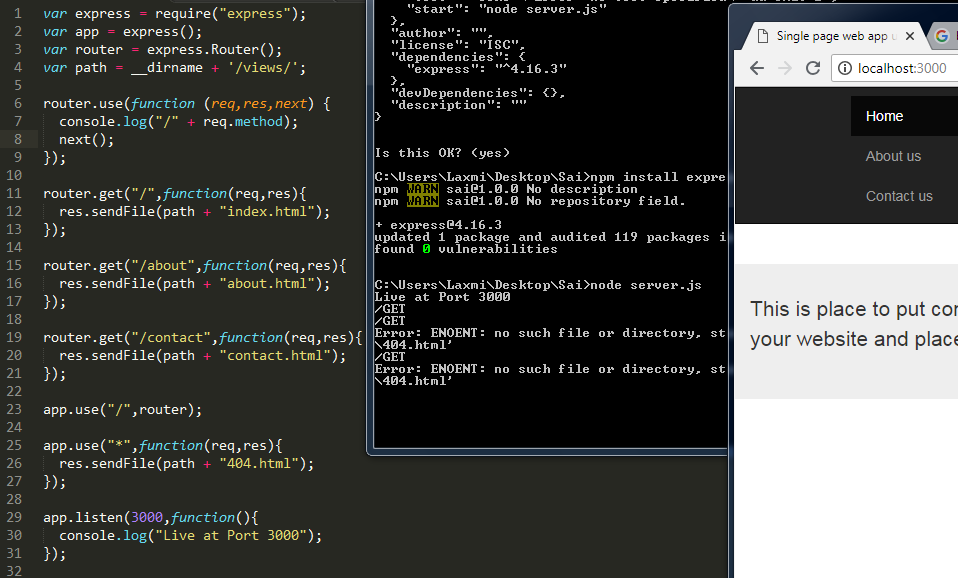 1 var express = require("express");
2 var app = express();
3 var router = express.Router();
4 var path = __dirname + '/views/';
5
6 router.use(function (req,res,next) {
7 console.log("/" + req.method);
8 next();
9 });
10
11 router.get("/",function(req,res){
12 res.sendFile(path + "index.html");
13 });
14
15 router.get("/about",function(req,res){
16 res.sendFile(path + "about.html");
17 });
18
19 router.get("/contact",function(req,res){
20 res.sendFile(path + "contact.html");
21 });
22
23 app.use("/",router);
24
25 app.use("*",function(req,res){
26 res.sendFile(path + "404.html");
27 });
28
29 app.listen(3000,function(){
30 console.log("Live at Port 3000");
31 });
32
"start": "node server.js"
},
"author": "",
"license": "ISC",
"dependencies": {
"express": "^4.16.3"
},
"devDependencies": {},
"description": ""
}
Is this OK? (yes)
C:\Users\Laxmi\Desktop\Sai>npm install expre
npm WARN sai@1.0.0 No description
npm WARN sai@1.0.0 No repository field.
+ express@4.16.3
updated 1 package and audited 119 packages i
found 0 vulnerabilities
C:\Users\Laxmi\Desktop\Sai>node server.js
Live at Port 3000
/GET
/GET
Error: ENOENT: no such file or directory, st
\404.html'
/GET
Error: ENOENT: no such file or directory, st
\404.html'
Single page web app u
localhost:3000
Home
About us
Contact us
This is place to put con
your website and place